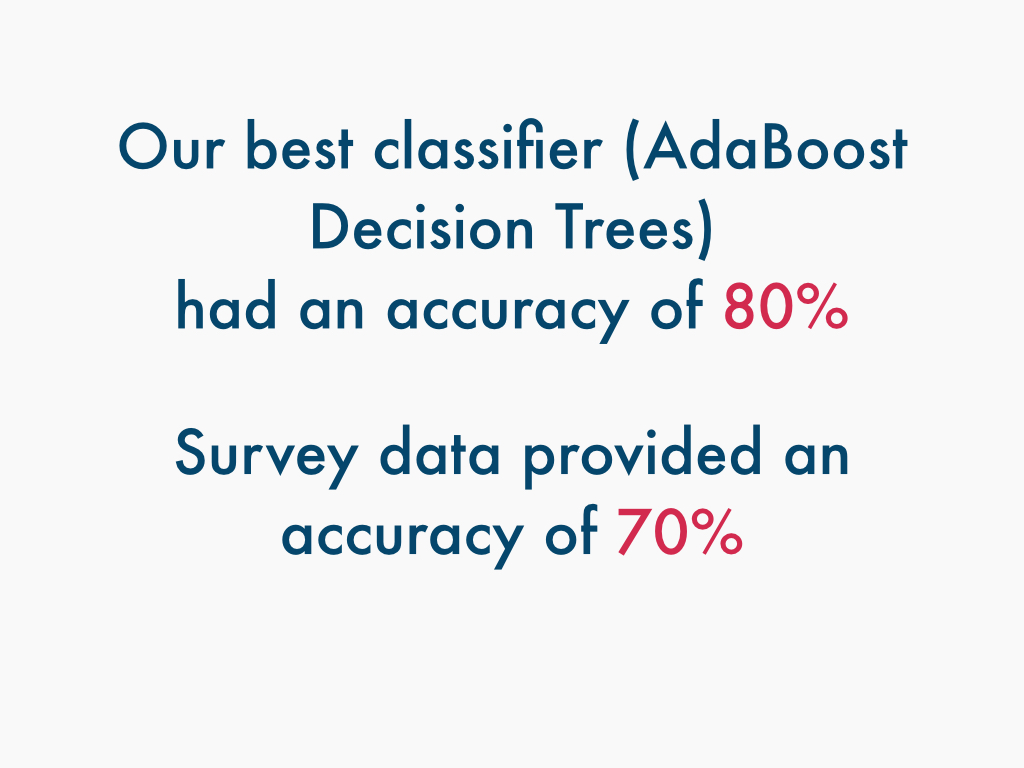 Our best classifier (AdaBoost
Decision Trees)
had an accuracy of 80%
Survey data provided an
accuracy of 70%